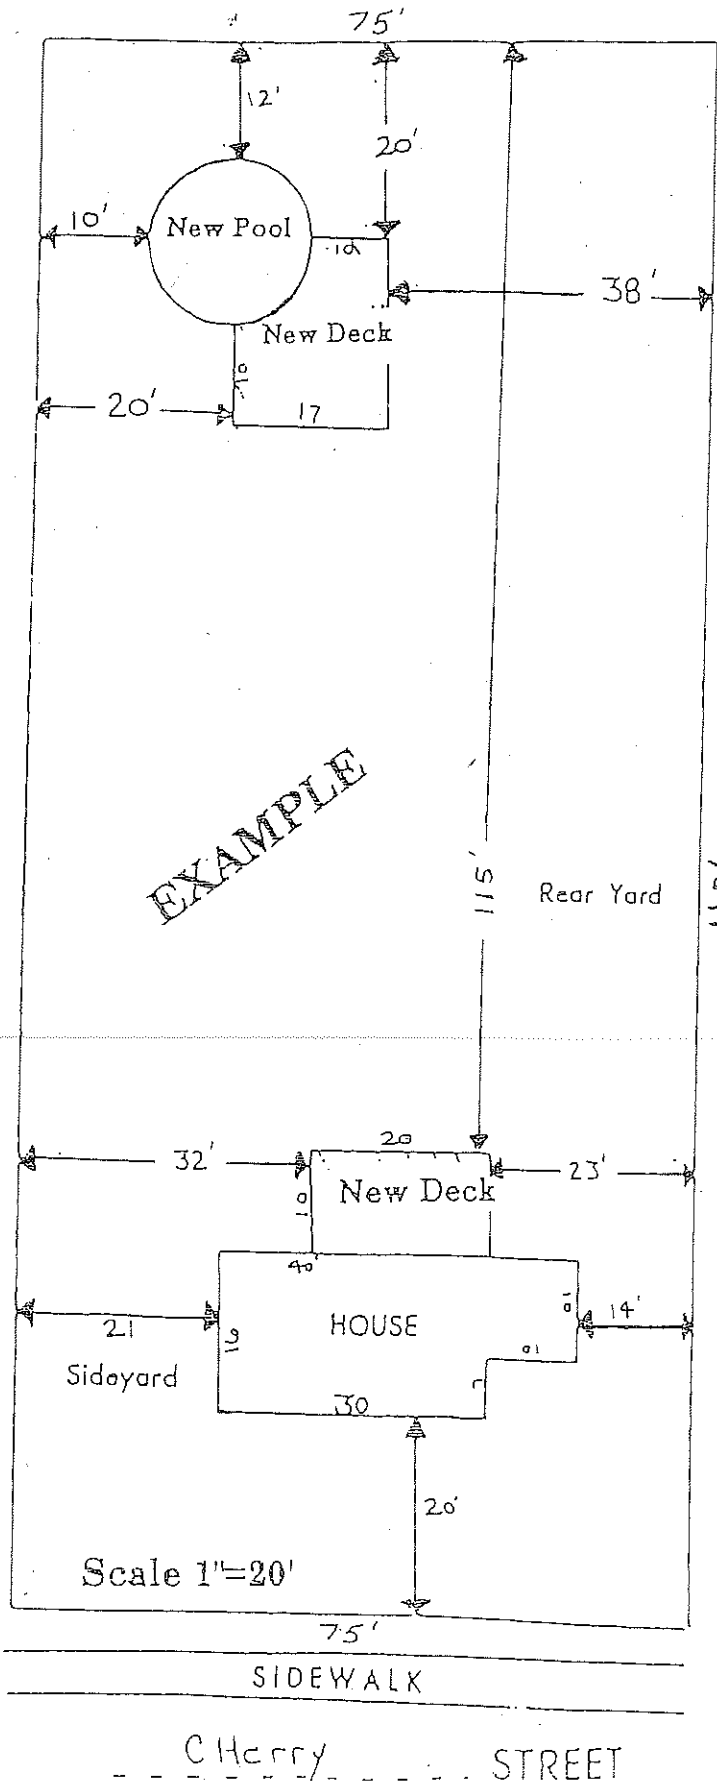 75'
12'
20'
10'
New Pool
38'
New Deck
10
20'
17
EXAMPLE
115'
Rear Yard
20
32'
23'
10
New Deck
40'
10
21
HOUSE
14'
10
Sideyard
7
30
20'
Scale 1"=20'
75'
SIDEWALK
CHerry STREET